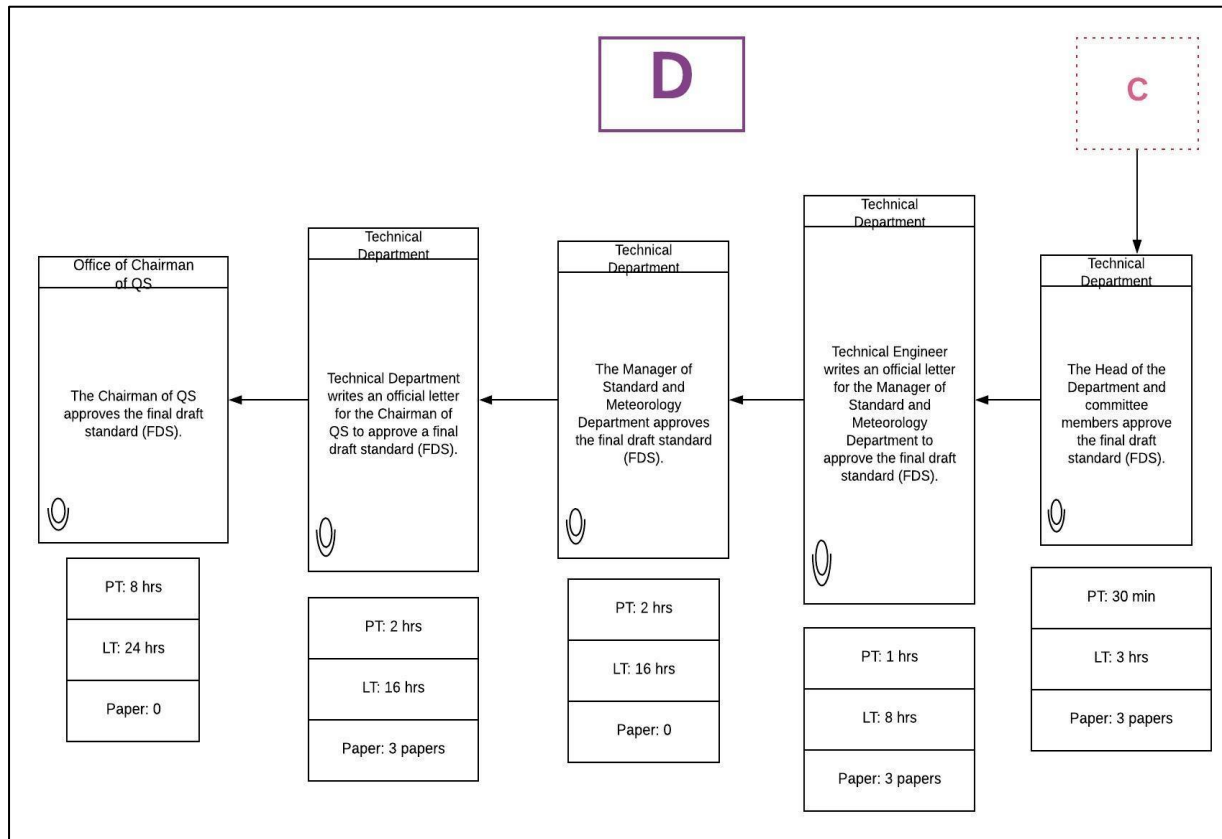 D
C
Office of Chairman
of QS
The Chairman of QS
approves the final draft
standard (FDS).
PT: 8 hrs
LT: 24 hrs
Paper: 0
Technical
Department
Technical Department
writes an official letter
for the Chairman of
QS to approve a final
draft standard (FDS).
PT: 2 hrs
LT: 16 hrs
Paper: 3 papers
Technical
Department
The Manager of
Standard and
Meteorology
Department approves
the final draft standard
(FDS).
PT: 2 hrs
LT: 16 hrs
Paper: 0
Technical
Department
Technical Engineer
writes an official letter
for the Manager of
Standard and
Meteorology
Department to
approve the final draft
standard (FDS).
PT: 1 hrs
LT: 8 hrs
Paper: 3 papers
Technical
Department
The Head of the
Department and
committee
members approve
the final draft
standard (FDS).
PT: 30 min
LT: 3 hrs
Paper: 3 papers